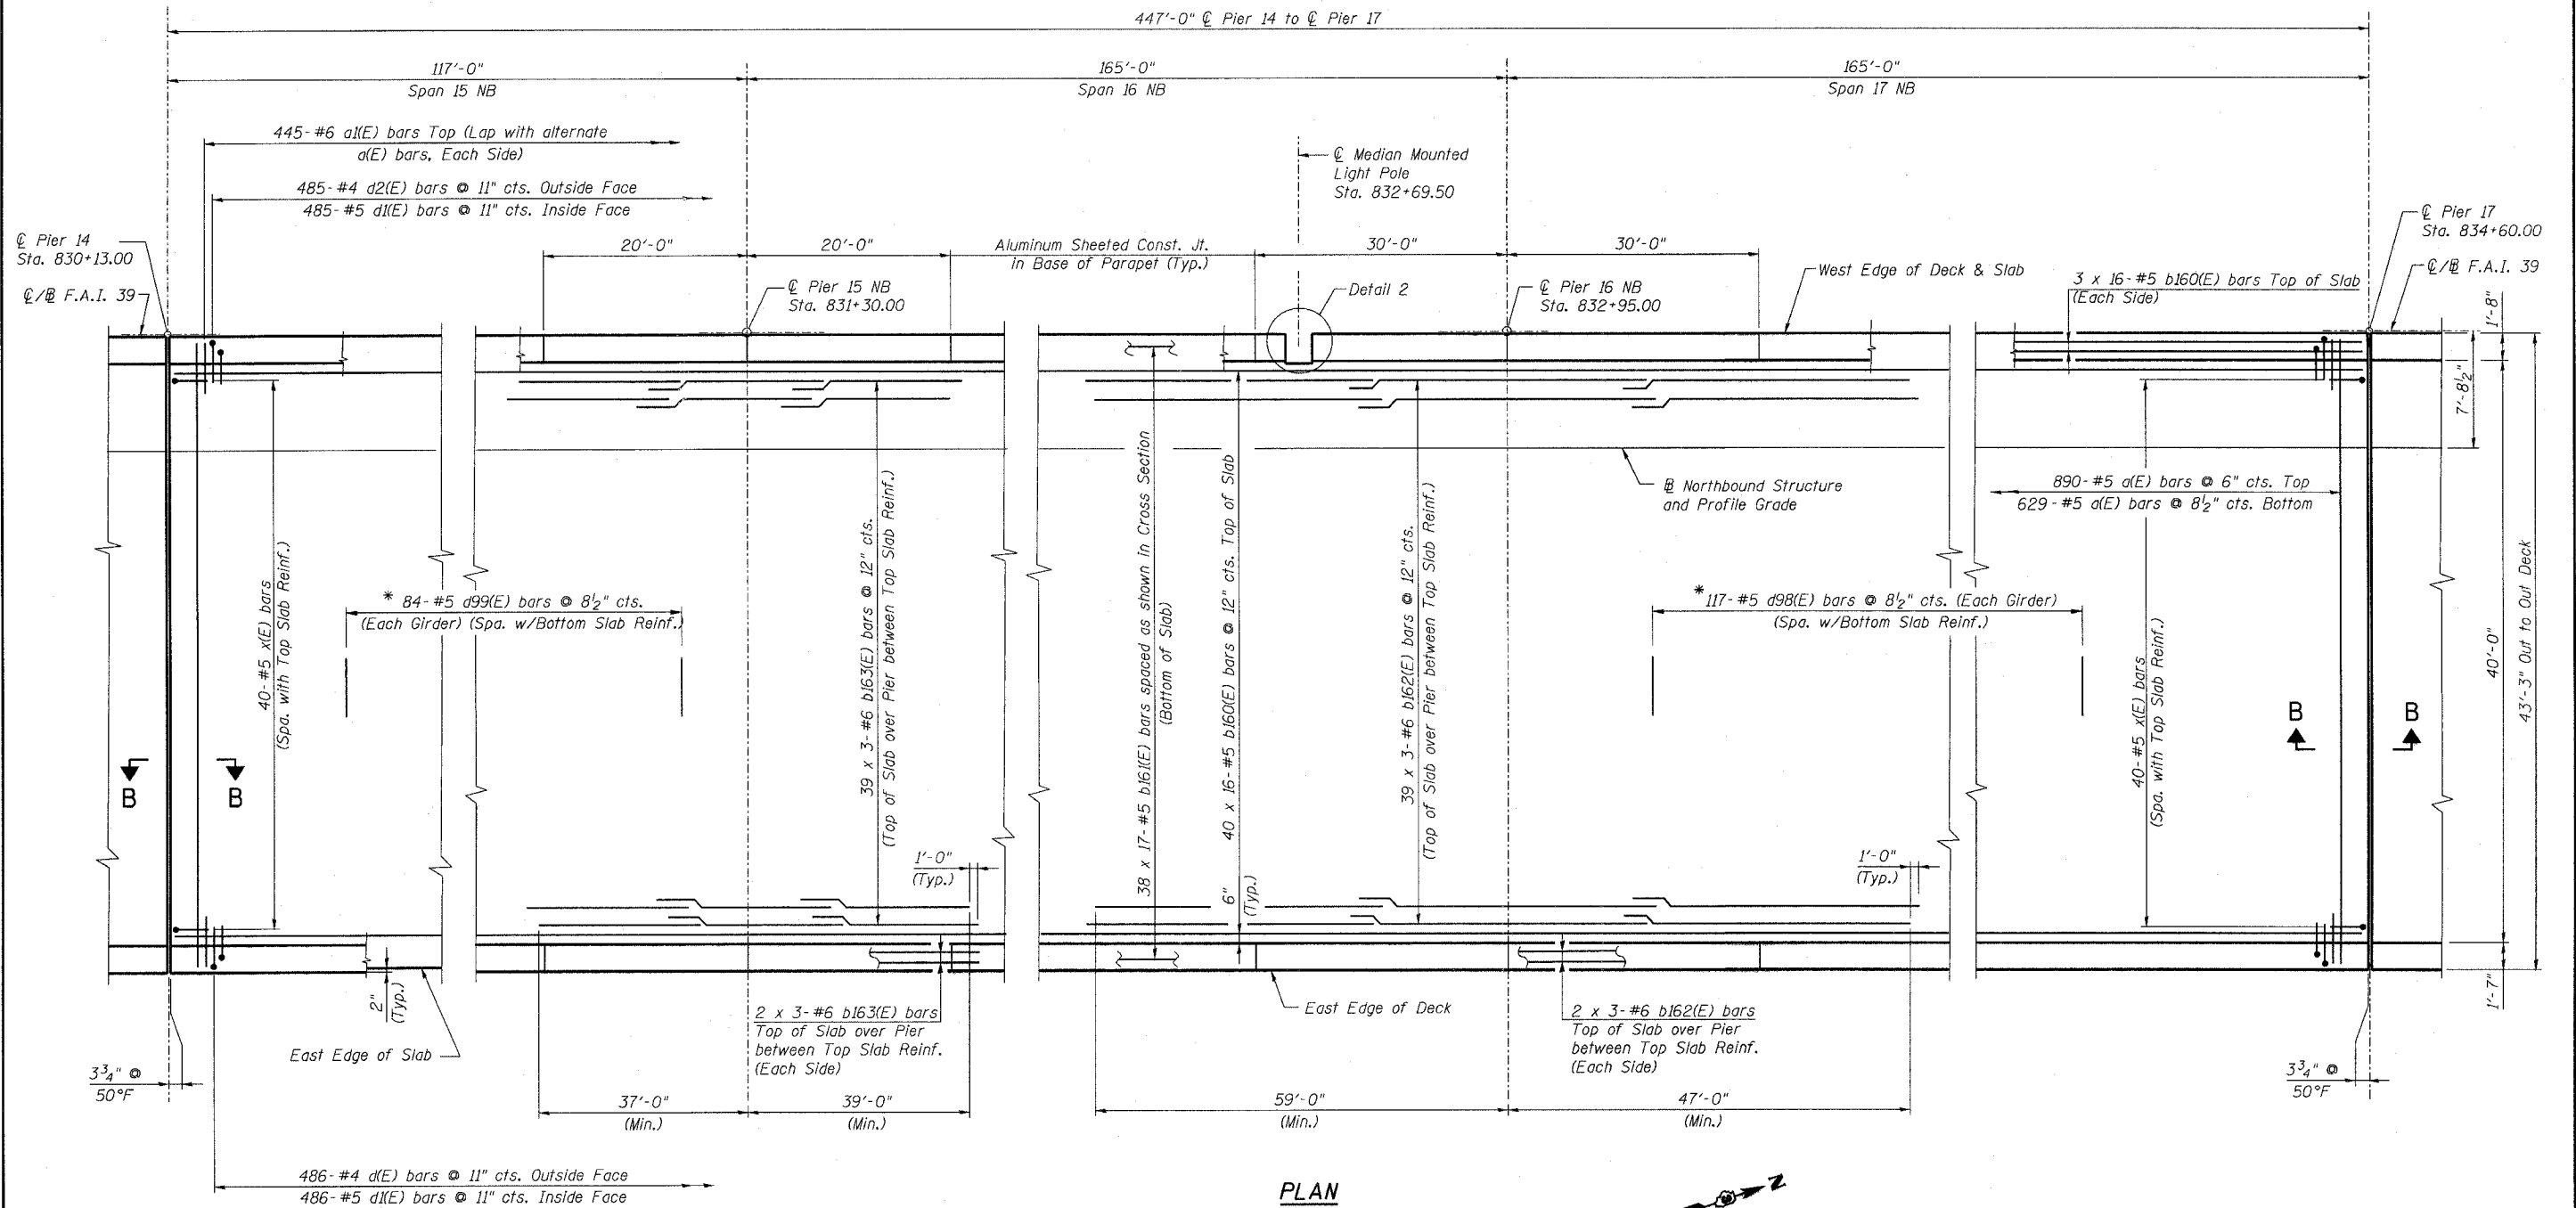 447'-0" ℄ Pier 14 to ℄ Pier 17
117'-0"
Span 15 NB
165'-0"
Span 16 NB
165'-0"
Span 17 NB
445-#6 a1(E) bars Top (Lap with alternate
a(E) bars, Each Side)
485-#4 d2(E) bars @ 11" cts. Outside Face
485-#5 d1(E) bars @ 11" cts. Inside Face
℄ Median Mounted
Light Pole
Sta. 832+69.50
℄ Pier 14
Sta. 830+13.00
℄/B F.A.I. 39
20'-0"
20'-0"
Aluminum Sheeted Const. Jt.
in Base of Parapet (Typ.)
30'-0"
30'-0"
℄ Pier 17
Sta. 834+60.00
℄/B F.A.I. 39
West Edge of Deck & Slab
3 x 16-#5 b160(E) bars Top of Slab
(Each Side)
℄ Pier 15 NB
Sta. 831+30.00
Detail 2
℄ Pier 16 NB
Sta. 832+95.00
1'-8"
7'-8½"
40-#5 x(E) bars
(Spa. with Top Slab Reinf.)
* 84-#5 d99(E) bars @ 8½" cts.
(Each Girder) (Spa. w/Bottom Slab Reinf.)
39 x 3-#6 b163(E) bars @ 12" cts.
(Top of Slab over Pier between Top Slab Reinf.)
38 x 17-#5 b161(E) bars spaced as shown in Cross Section
(Bottom of Slab)
6"
(Typ.)
40 x 16-#5 b160(E) bars @ 12" cts. Top of Slab
39 x 3-#6 b162(E) bars @ 12" cts.
(Top of Slab over Pier between Top Slab Reinf.)
B Northbound Structure
and Profile Grade
890-#5 a(E) bars @ 6" cts. Top
629-#5 a(E) bars @ 8½" cts. Bottom
*117-#5 d98(E) bars @ 8½" cts. (Each Girder)
(Spa. w/Bottom Slab Reinf.)
40-#5 x(E) bars
(Spa. with Top Slab Reinf.)
40'-0"
43'-3" Out to Out Deck
B
B
B
B
1'-0"
(Typ.)
1'-0"
(Typ.)
2"
(Typ.)
East Edge of Slab
2 x 3-#6 b163(E) bars
Top of Slab over Pier
between Top Slab Reinf.
(Each Side)
East Edge of Deck
2 x 3-#6 b162(E) bars
Top of Slab over Pier
between Top Slab Reinf.
(Each Side)
1'-7"
3¾" @
50°F
3¾" @
50°F
37'-0"
(Min.)
39'-0"
(Min.)
59'-0"
(Min.)
47'-0"
(Min.)
486-#4 d(E) bars @ 11" cts. Outside Face
486-#5 d1(E) bars @ 11" cts. Inside Face
PLAN
N